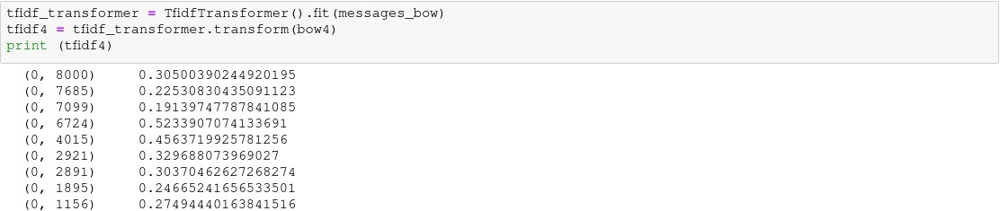 tfidf_transformer = TfidfTransformer().fit(messages_bow)
tfidf4 = tfidf_transformer.transform(bow4)
print (tfidf4)
(0, 8000) 0.30500390244920195
(0, 7685) 0.22530830435091123
(0, 7099) 0.19139747787841085
(0, 6724) 0.5233907074133691
(0, 4015) 0.4563719925781256
(0, 2921) 0.329688073969027
(0, 2891) 0.30370462627268274
(0, 1895) 0.24665241656533501
(0, 1156) 0.27494440163841516